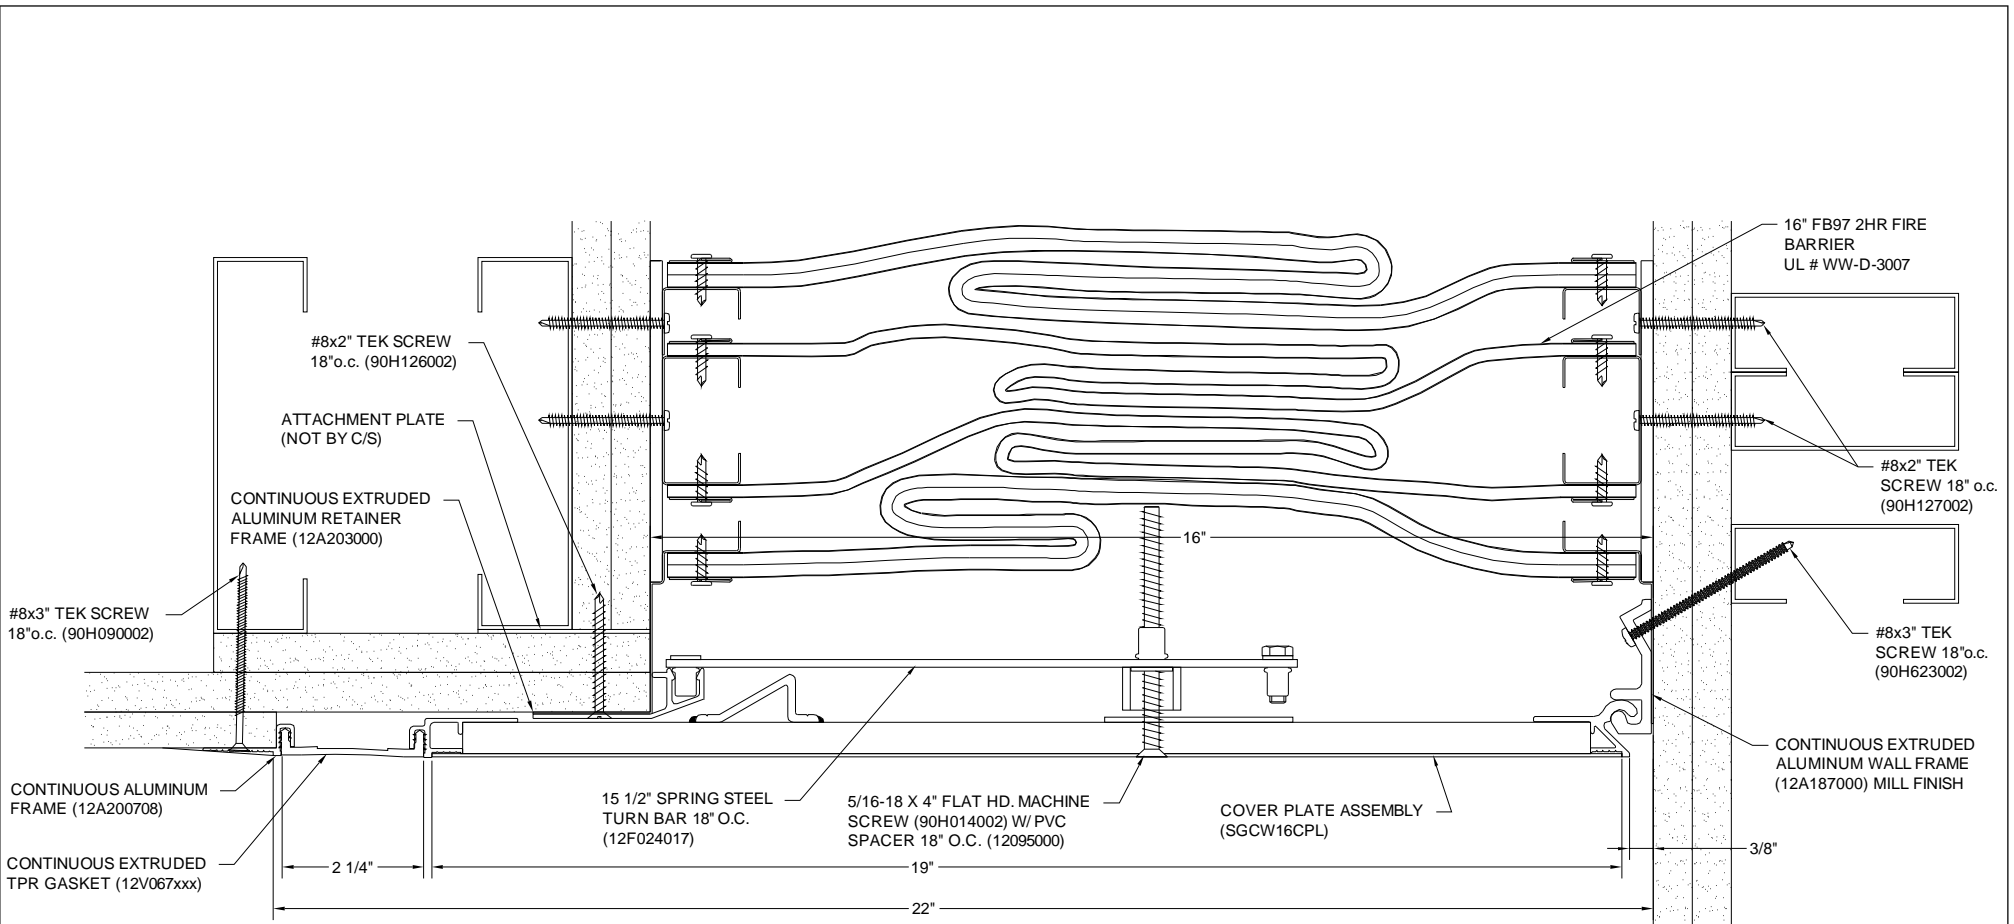 16" FB97 2HR FIRE
BARRIER
UL # WW-D-3007
#8x2" TEK SCREW
18"o.c. (90H126002)
ATTACHMENT PLATE
(NOT BY C/S)
CONTINUOUS EXTRUDED
ALUMINUM RETAINER
FRAME (12A203000)
#8x3" TEK SCREW
18"o.c. (90H090002)
#8x2" TEK
SCREW 18" o.c.
(90H127002)
16"
#8x3" TEK
SCREW 18"o.c.
(90H623002)
CONTINUOUS ALUMINUM
FRAME (12A200708)
CONTINUOUS EXTRUDED
TPR GASKET (12V067xxx)
15 1/2" SPRING STEEL
TURN BAR 18" O.C.
(12F024017)
5/16-18 X 4" FLAT HD. MACHINE
SCREW (90H014002) W/ PVC
SPACER 18" O.C. (12095000)
COVER PLATE ASSEMBLY
(SGCW16CPL)
CONTINUOUS EXTRUDED
ALUMINUM WALL FRAME
(12A187000) MILL FINISH
2 1/4"
19"
3/8"
22"